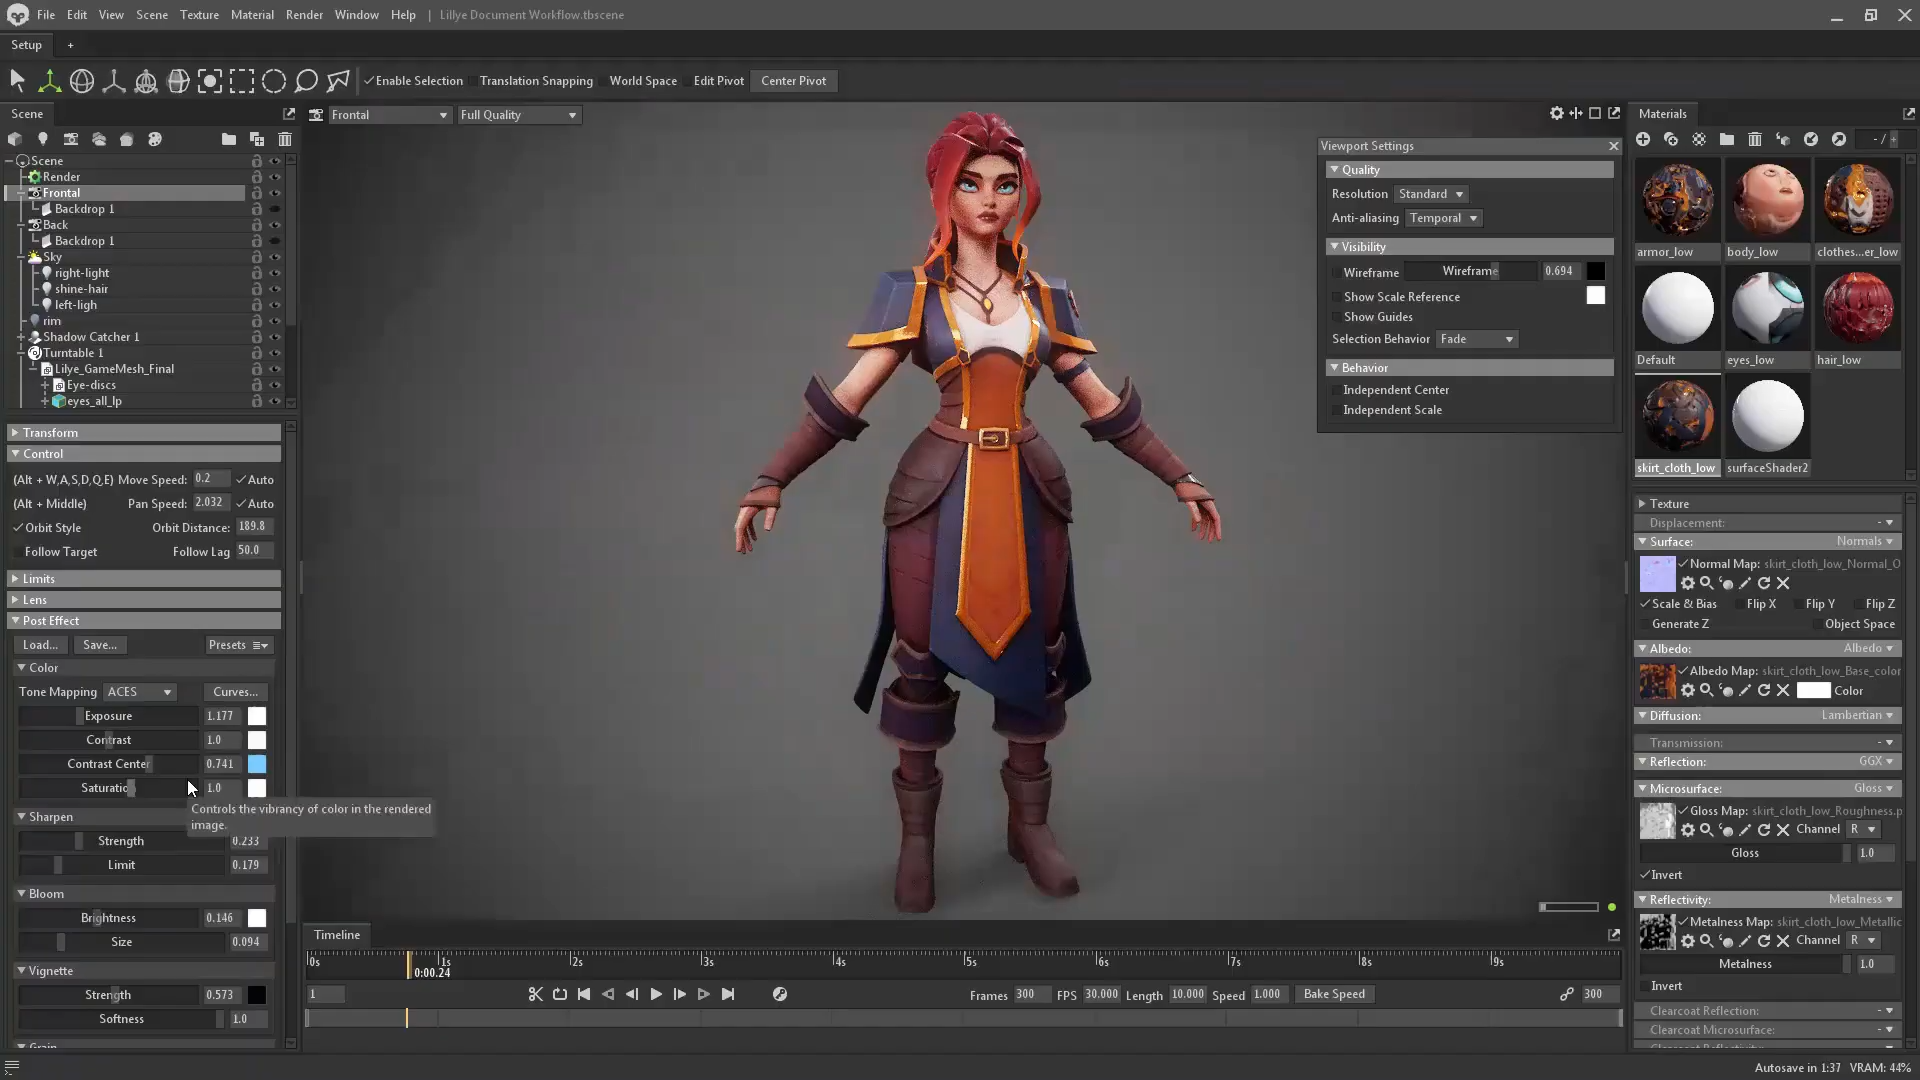 File Edit View Scene Texture Material Render Window Help | Lillye Document Workflow.tbscene
Setup +
Enable Selection Translation Snapping World Space Edit Pivot Center Pivot
Scene
Scene
Render
Frontal
Backdrop 1
Back
Backdrop 1
Sky
right-light
shine-hair
left-ligh
rim
Shadow Catcher 1
Turntable 1
Lilye_GameMesh_Final
Eye-discs
eyes_all_lp
Transform
Control
(Alt + W,A,S,D,Q,E) Move Speed: 0.2 Auto
(Alt + Middle) Pan Speed: 2.032 Auto
Orbit Style Orbit Distance: 189.8
Follow Target Follow Lag 50.0
Limits
Lens
Post Effect
Load... Save... Presets
Color
Tone Mapping ACES Curves...
Exposure 1.177
Contrast 1.0
Contrast Center 0.741
Saturation 1.0
Controls the vibrancy of color in the rendered
image.
Sharpen
Strength 0.233
Limit 0.179
Bloom
Brightness 0.146
Size 0.094
Vignette
Strength 0.573
Softness 1.0
Grain
Frontal Full Quality
Viewport Settings
Quality
Resolution Standard
Anti-aliasing Temporal
Visibility
Wireframe Wireframe 0.694
Show Scale Reference
Show Guides
Selection Behavior Fade
Behavior
Independent Center
Independent Scale
Timeline
0s 1s 2s 3s 4s 5s 6s 7s 8s 9s
0:00.24
1 Frames 300 FPS 30.000 Length 10.000 Speed 1.000 Bake Speed 300
Materials
- /
armor_low body_low clothes...er_low
Default eyes_low hair_low
skirt_cloth_low surfaceShader2
Texture
Displacement: -
Surface: Normals
Normal Map: skirt_cloth_low_Normal_O
Scale & Bias Flip X Flip Y Flip Z
Generate Z Object Space
Albedo: Albedo
Albedo Map: skirt_cloth_low_Base_color
Color
Diffusion: Lambertian
Transmission: -
Reflection: GGX
Microsurface: Gloss
Gloss Map: skirt_cloth_low_Roughness.p
Channel R
Gloss 1.0
Invert
Reflectivity: Metalness
Metalness Map: skirt_cloth_low_Metallic
Channel R
Metalness 1.0
Invert
Clearcoat Reflection: -
Clearcoat Microsurface: -
Clearcoat Reflectivity: -
Autosave in 1:37 VRAM: 44%